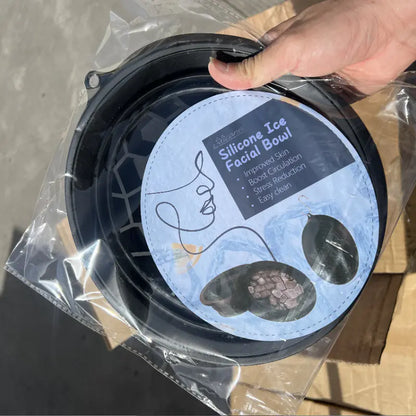 Silicone Ice
Facial Bowl
• Improved Skin
• Boost Circulation
• Stress Reduction
• Easy clean